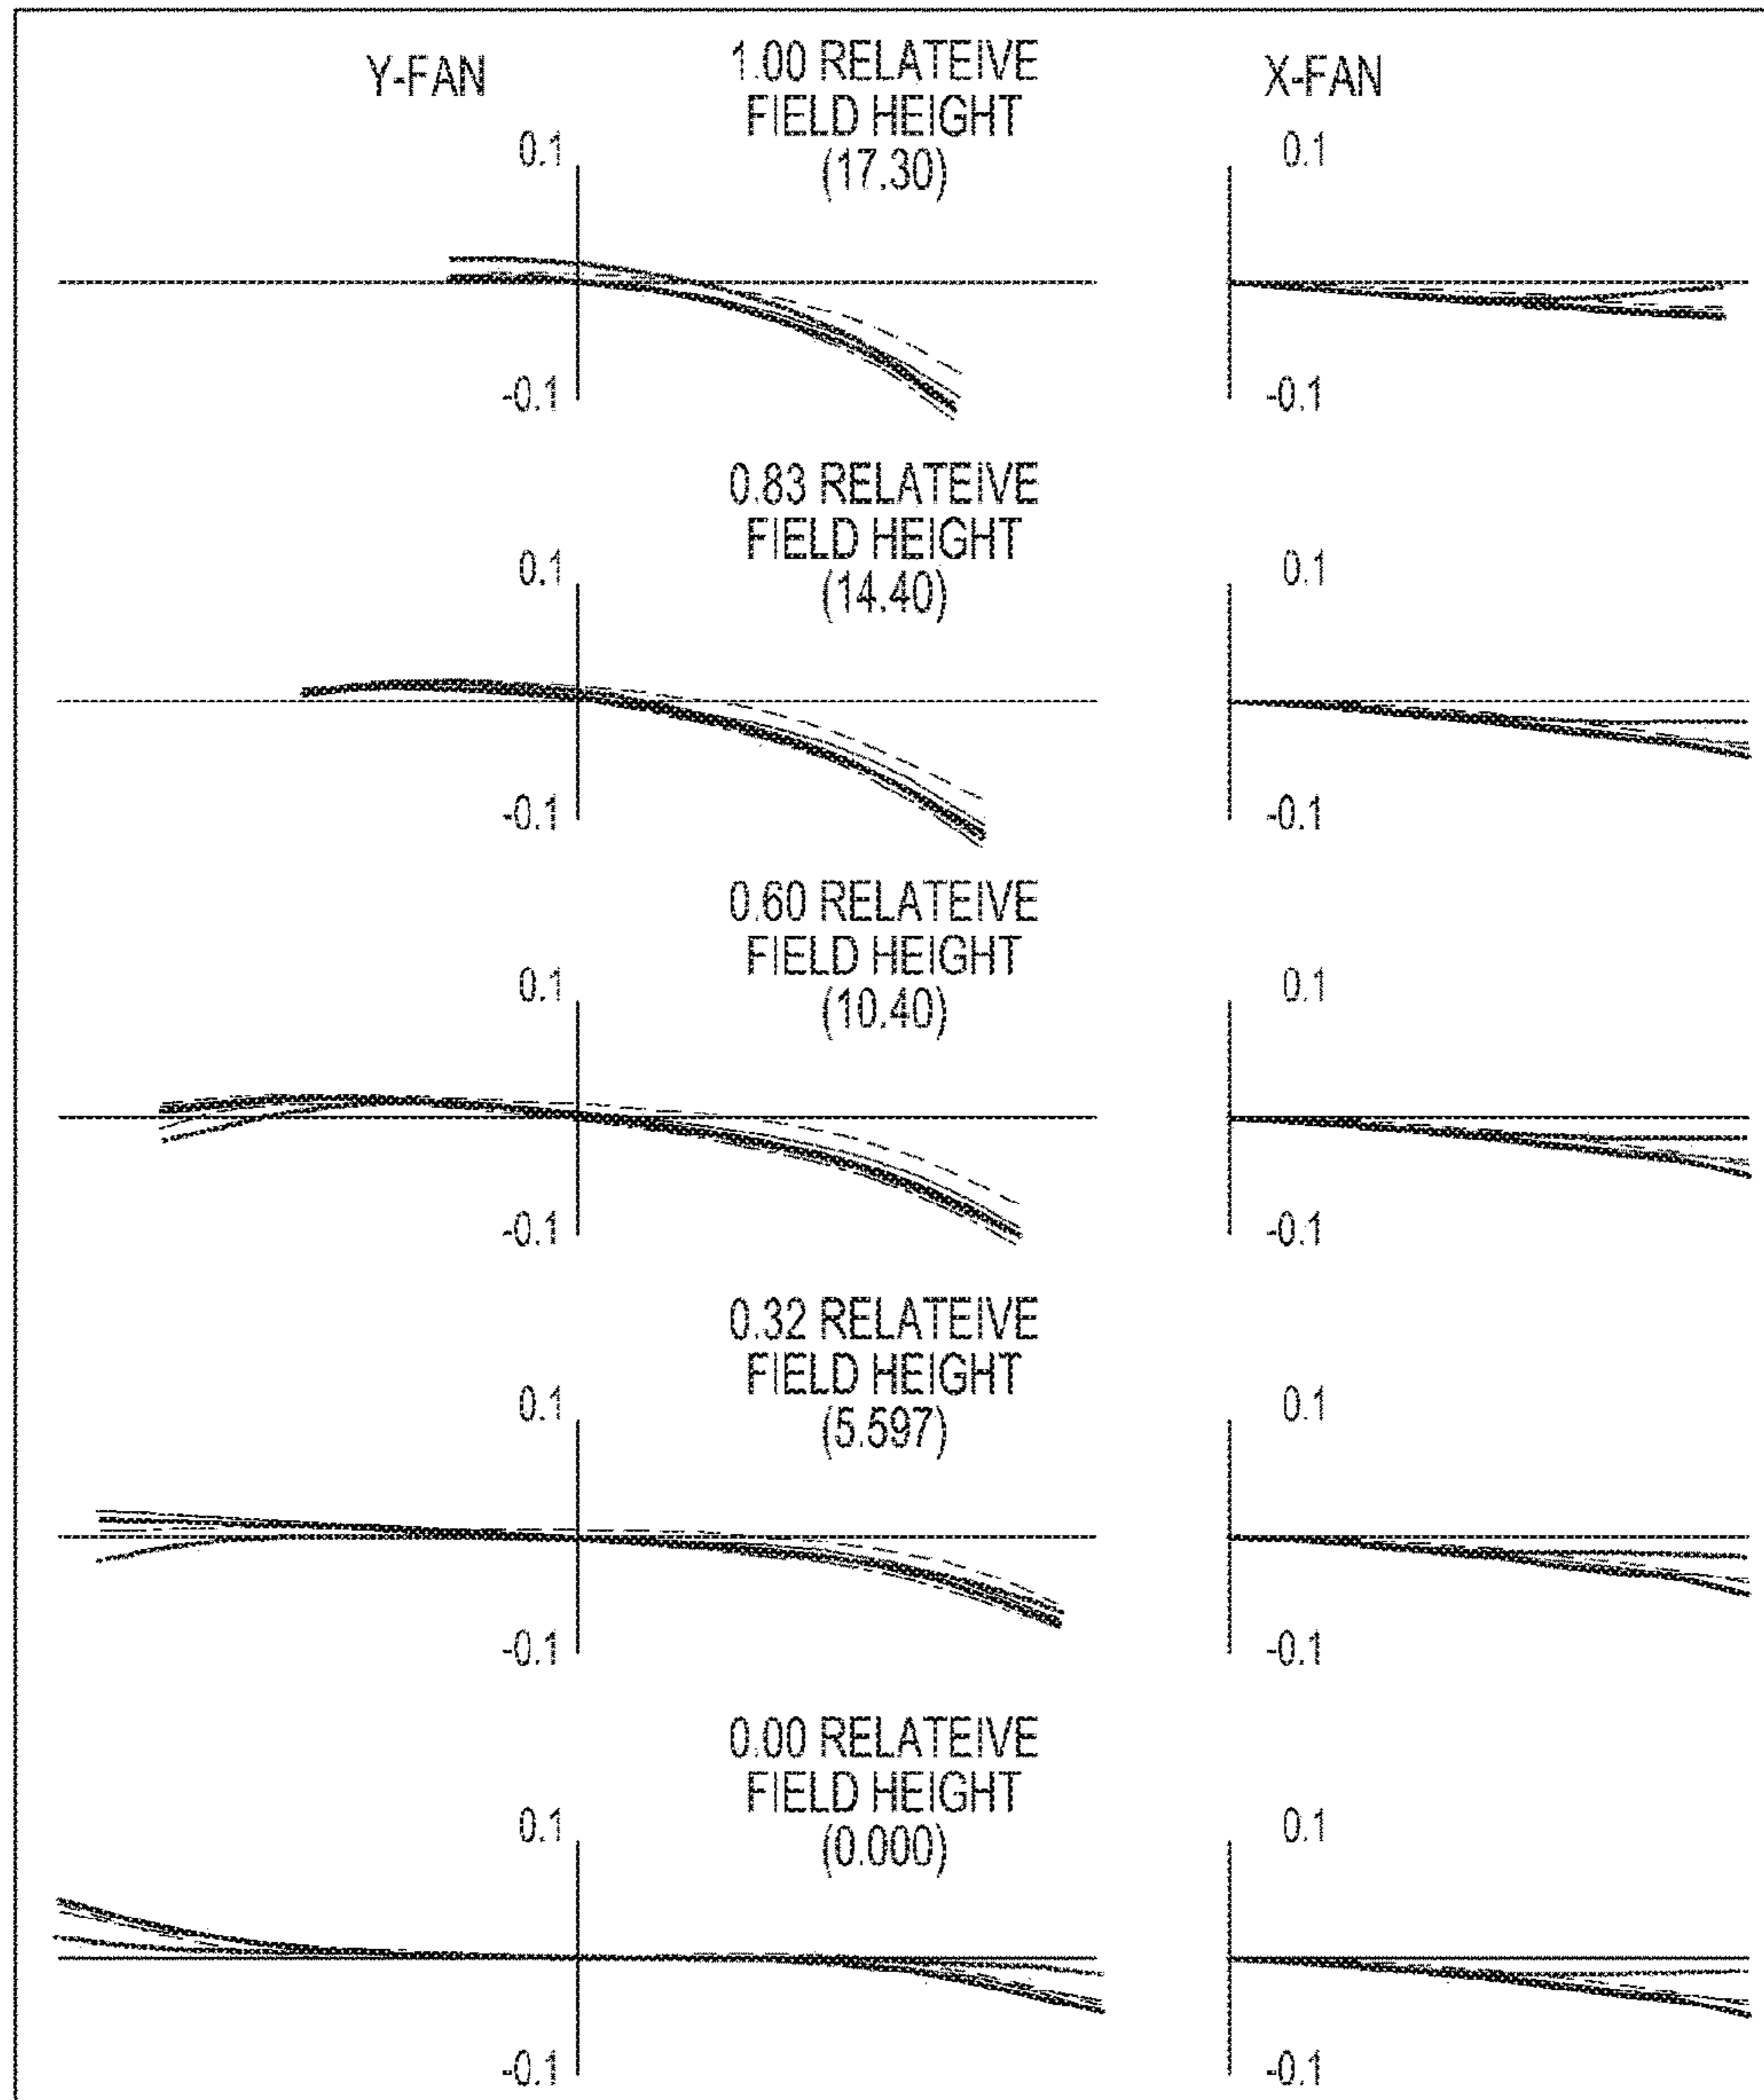 Y-FAN
1.00 RELATEIVE
FIELD HEIGHT
(17.30)
X-FAN
0.1
0.1
-0.1
-0.1
0.83 RELATEIVE
FIELD HEIGHT
(14.40)
0.1
0.1
-0.1
-0.1
0.60 RELATEIVE
FIELD HEIGHT
(10.40)
0.1
0.1
-0.1
-0.1
0.32 RELATEIVE
FIELD HEIGHT
(5.597)
0.1
0.1
-0.1
-0.1
0.00 RELATEIVE
FIELD HEIGHT
(0.000)
0.1
0.1
-0.1
-0.1